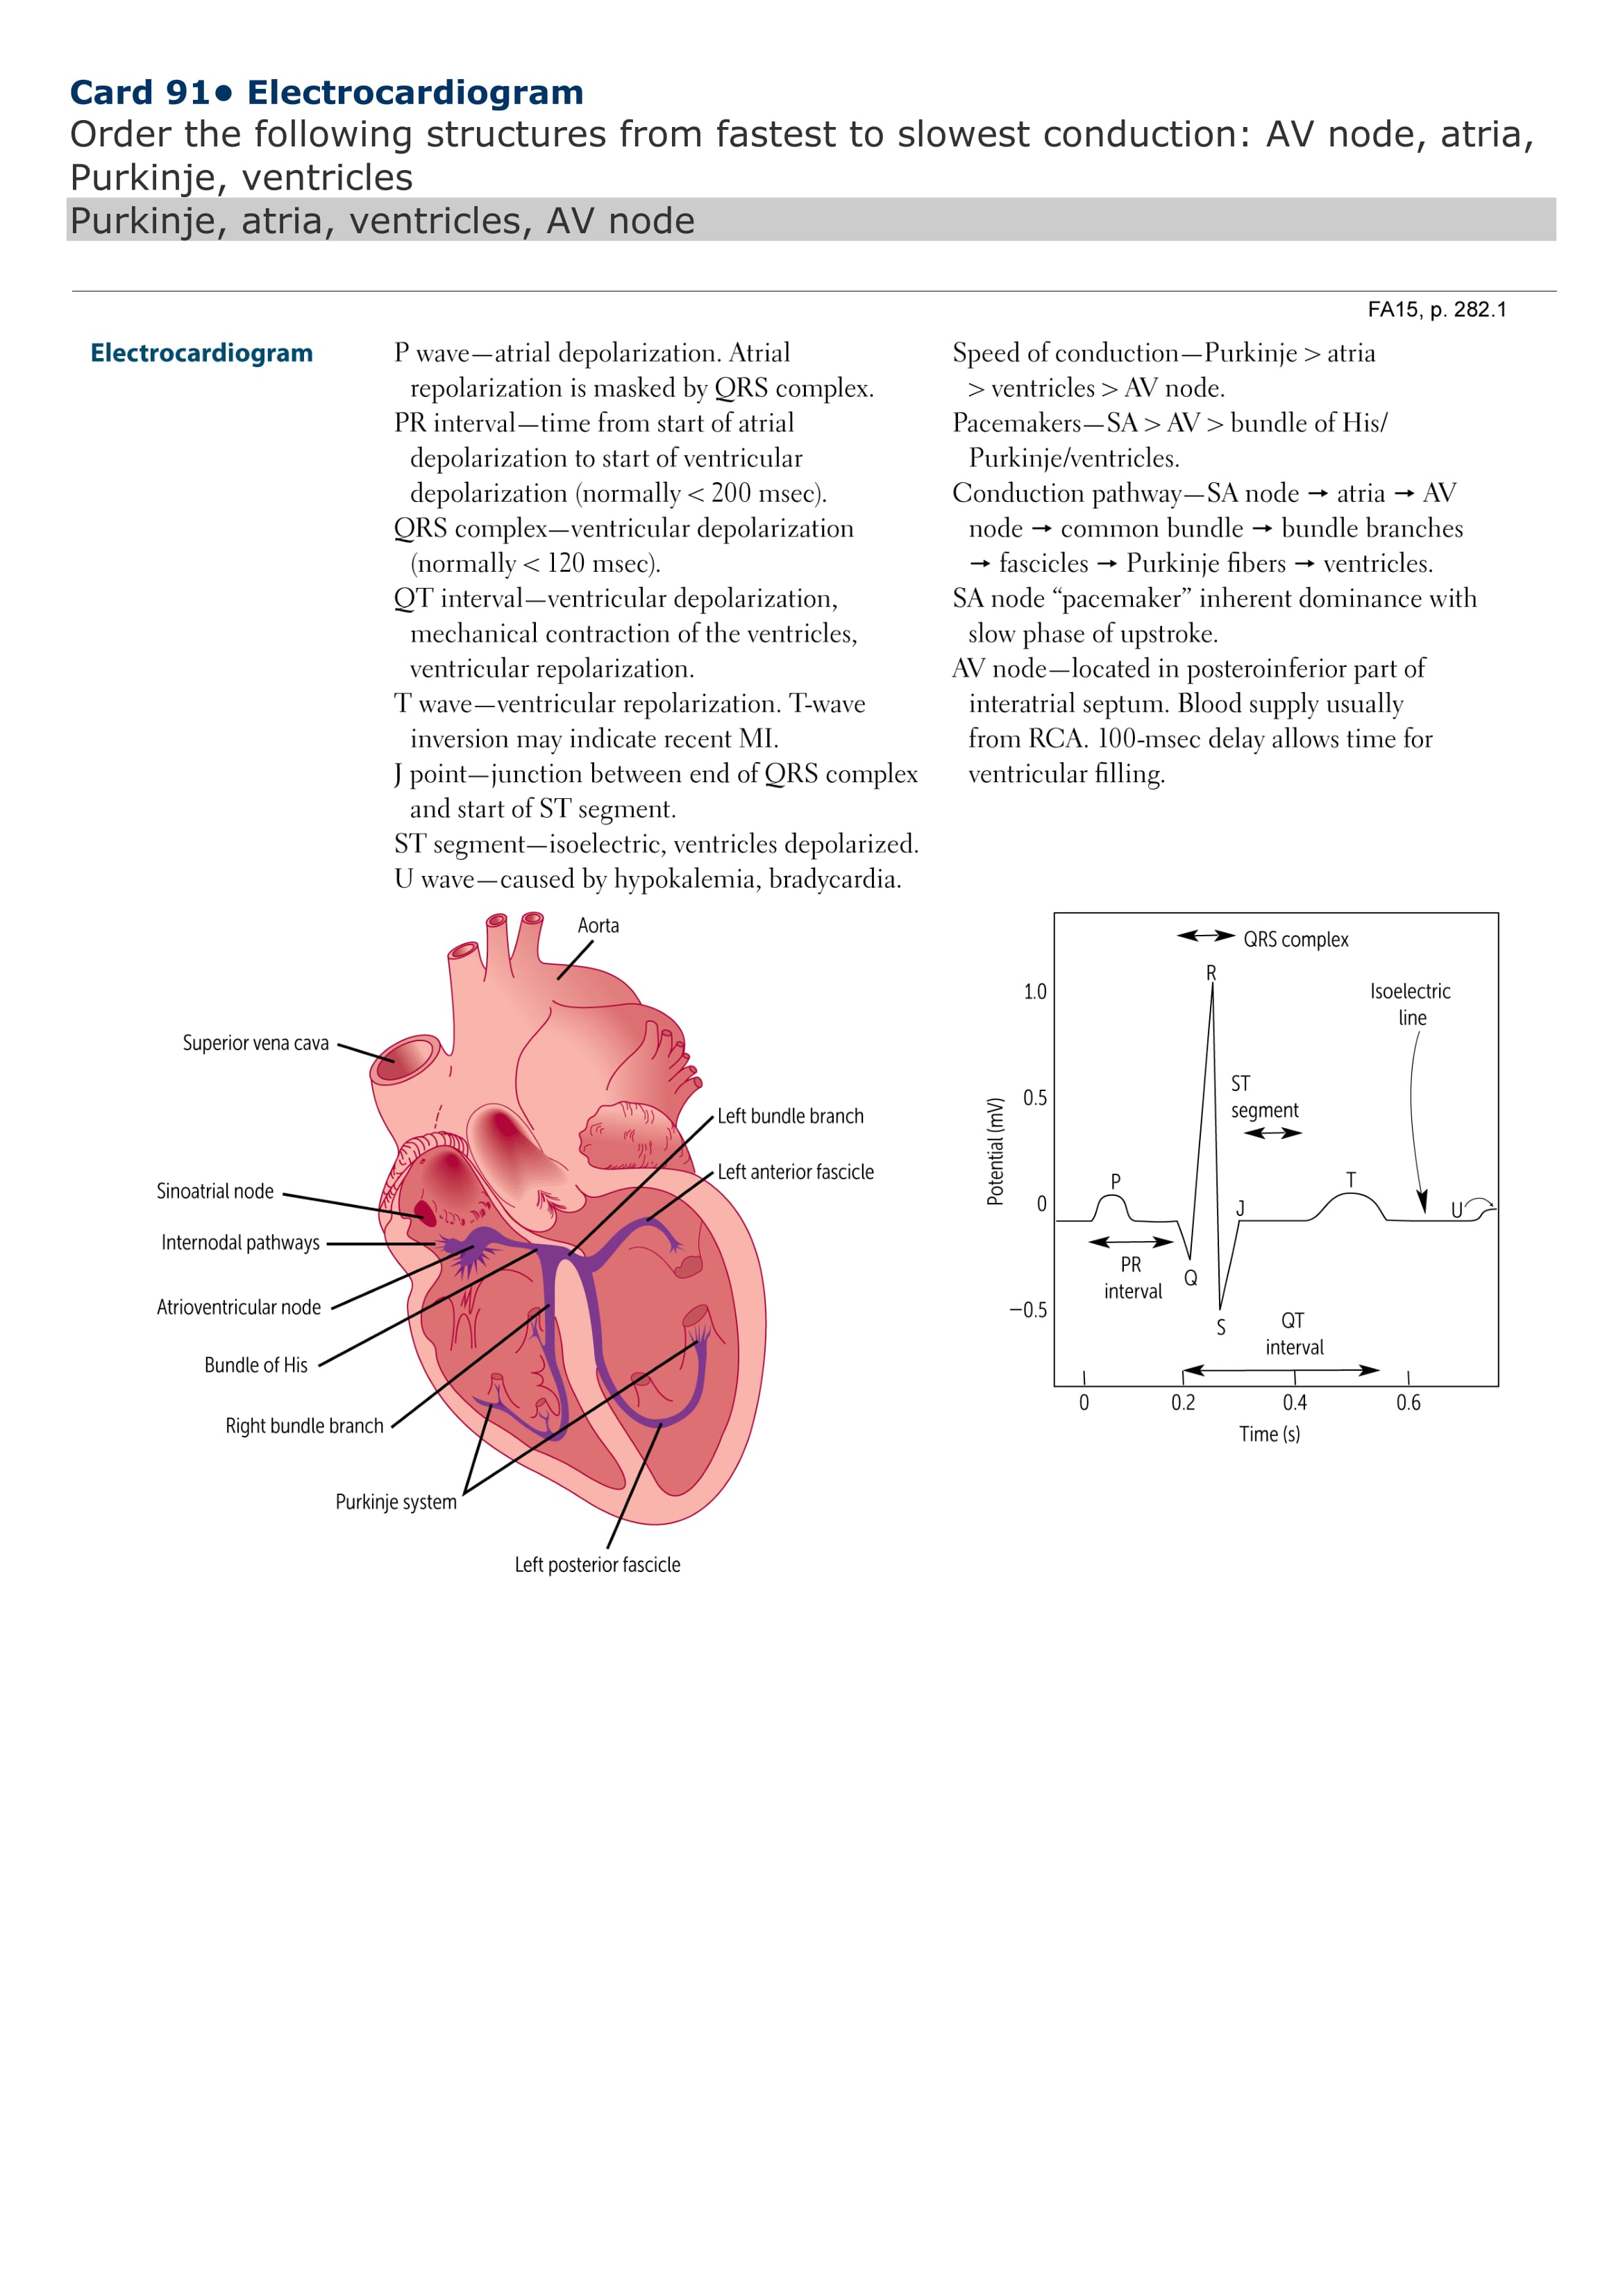 Card 91● Electrocardiogram
Order the following structures from fastest to slowest conduction: AV node, atria,
Purkinje, ventricles
Purkinje, atria, ventricles, AV node
FA15, p. 282.1
Electrocardiogram
P wave—atrial depolarization. Atrial
repolarization is masked by QRS complex.
PR interval—time from start of atrial
depolarization to start of ventricular
depolarization (normally < 200 msec).
QRS complex—ventricular depolarization
(normally < 120 msec).
QT interval—ventricular depolarization,
mechanical contraction of the ventricles,
ventricular repolarization.
T wave—ventricular repolarization. T-wave
inversion may indicate recent MI.
J point—junction between end of QRS complex
and start of ST segment.
ST segment—isoelectric, ventricles depolarized.
U wave—caused by hypokalemia, bradycardia.
Speed of conduction—Purkinje > atria
> ventricles > AV node.
Pacemakers—SA > AV > bundle of His/
Purkinje/ventricles.
Conduction pathway—SA node → atria → AV
node → common bundle → bundle branches
→ fascicles → Purkinje fibers → ventricles.
SA node “pacemaker” inherent dominance with
slow phase of upstroke.
AV node—located in posteroinferior part of
interatrial septum. Blood supply usually
from RCA. 100-msec delay allows time for
ventricular filling.
Aorta
Superior vena cava
Left bundle branch
Left anterior fascicle
Sinoatrial node
Internodal pathways
Atrioventricular node
Bundle of His
Right bundle branch
Purkinje system
Left posterior fascicle
QRS complex
R
1.0
Isoelectric
line
ST
segment
0.5
Potential (mV)
P
T
0
J
U
PR
interval
Q
−0.5
S
QT
interval
0
0.2
0.4
0.6
Time (s)